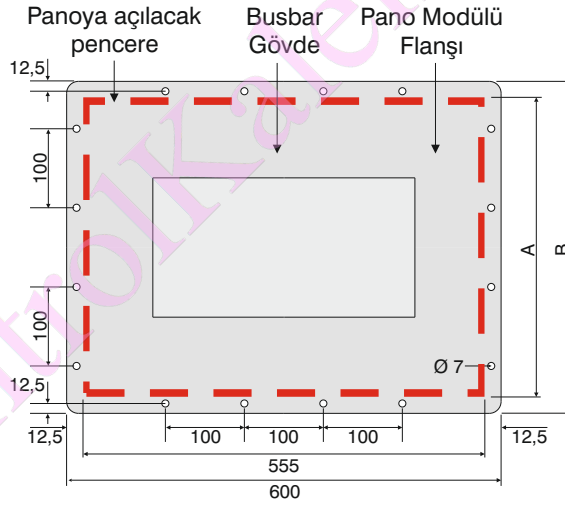 Panoya açılacak
pencere
Busbar
Gövde
Pano Modülü
Flanşı
12,5
100
100
12,5
A
B
Ø 7
12,5
100
100
100
12,5
555
600